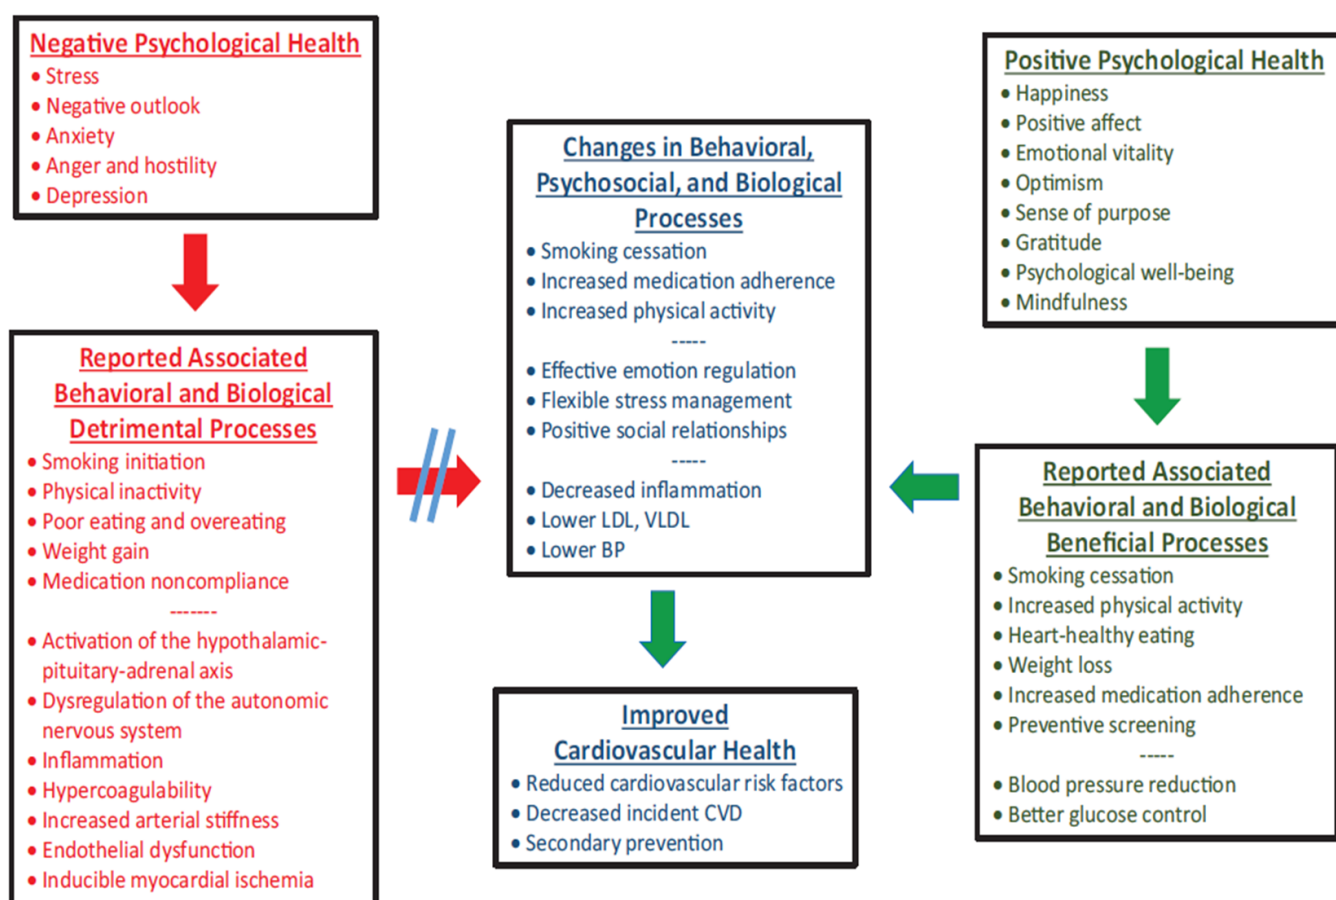 Negative Psychological Health
• Stress
• Negative outlook
• Anxiety
• Anger and hostility
• Depression
Reported Associated
Behavioral and Biological
Detrimental Processes
• Smoking initiation
• Physical inactivity
• Poor eating and overeating
• Weight gain
• Medication noncompliance
-------
• Activation of the hypothalamic-
pituitary-adrenal axis
• Dysregulation of the autonomic
nervous system
• Inflammation
• Hypercoagulability
• Increased arterial stiffness
• Endothelial dysfunction
• Inducible myocardial ischemia
Changes in Behavioral,
Psychosocial, and Biological
Processes
• Smoking cessation
• Increased medication adherence
• Increased physical activity
-----
• Effective emotion regulation
• Flexible stress management
• Positive social relationships
-----
• Decreased inflammation
• Lower LDL, VLDL
• Lower BP
Improved
Cardiovascular Health
• Reduced cardiovascular risk factors
• Decreased incident CVD
• Secondary prevention
Positive Psychological Health
• Happiness
• Positive affect
• Emotional vitality
• Optimism
• Sense of purpose
• Gratitude
• Psychological well-being
• Mindfulness
Reported Associated
Behavioral and Biological
Beneficial Processes
• Smoking cessation
• Increased physical activity
• Heart-healthy eating
• Weight loss
• Increased medication adherence
• Preventive screening
-----
• Blood pressure reduction
• Better glucose control